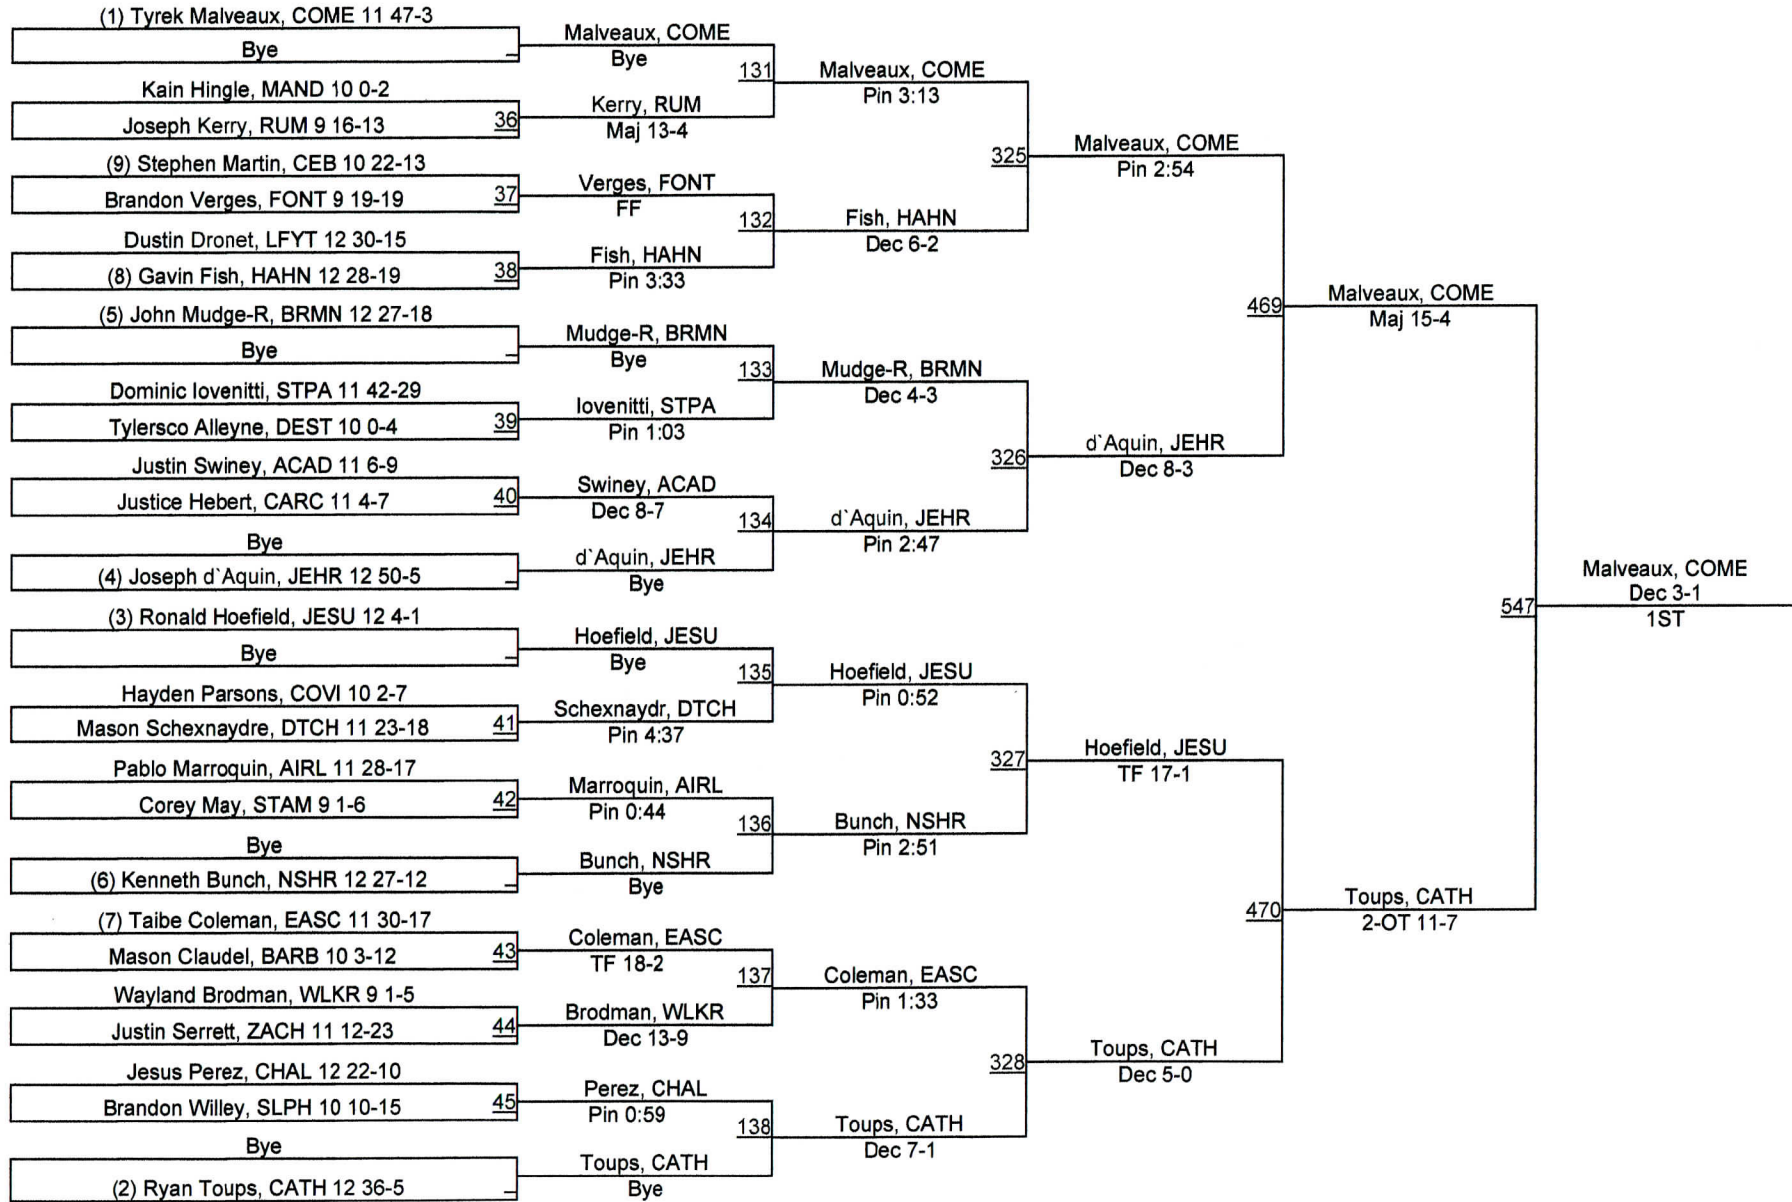 (1) Tyrek Malveaux, COME 11 47-3
Bye
Kain Hingle, MAND 10 0-2
Joseph Kerry, RUM 9 16-13
36
(9) Stephen Martin, CEB 10 22-13
Brandon Verges, FONT 9 19-19
37
Dustin Dronet, LFYT 12 30-15
(8) Gavin Fish, HAHN 12 28-19
38
(5) John Mudge-R, BRMN 12 27-18
Bye
Dominic Iovenitti, STPA 11 42-29
Tylersco Alleyne, DEST 10 0-4
39
Justin Swiney, ACAD 11 6-9
Justice Hebert, CARC 11 4-7
40
Bye
(4) Joseph d`Aquin, JEHR 12 50-5
(3) Ronald Hoefield, JESU 12 4-1
Bye
Hayden Parsons, COVI 10 2-7
Mason Schexnaydre, DTCH 11 23-18
41
Pablo Marroquin, AIRL 11 28-17
Corey May, STAM 9 1-6
42
Bye
(6) Kenneth Bunch, NSHR 12 27-12
(7) Taibe Coleman, EASC 11 30-17
Mason Claudel, BARB 10 3-12
43
Wayland Brodman, WLKR 9 1-5
Justin Serrett, ZACH 11 12-23
44
Jesus Perez, CHAL 12 22-10
Brandon Willey, SLPH 10 10-15
45
Bye
(2) Ryan Toups, CATH 12 36-5
Malveaux, COME
Bye
131
Kerry, RUM
Maj 13-4
Verges, FONT
FF
132
Fish, HAHN
Pin 3:33
Mudge-R, BRMN
Bye
133
Iovenitti, STPA
Pin 1:03
Swiney, ACAD
Dec 8-7
134
d`Aquin, JEHR
Bye
Hoefield, JESU
Bye
135
Schexnaydr, DTCH
Pin 4:37
Marroquin, AIRL
Pin 0:44
136
Bunch, NSHR
Bye
Coleman, EASC
TF 18-2
137
Brodman, WLKR
Dec 13-9
Perez, CHAL
Pin 0:59
138
Toups, CATH
Bye
Malveaux, COME
Pin 3:13
325
Fish, HAHN
Dec 6-2
Mudge-R, BRMN
Dec 4-3
326
d`Aquin, JEHR
Pin 2:47
Hoefield, JESU
Pin 0:52
327
Bunch, NSHR
Pin 2:51
Coleman, EASC
Pin 1:33
328
Toups, CATH
Dec 7-1
Malveaux, COME
Pin 2:54
469
d`Aquin, JEHR
Dec 8-3
Hoefield, JESU
TF 17-1
470
Toups, CATH
Dec 5-0
Malveaux, COME
Maj 15-4
547
Toups, CATH
2-OT 11-7
Malveaux, COME
Dec 3-1
1ST